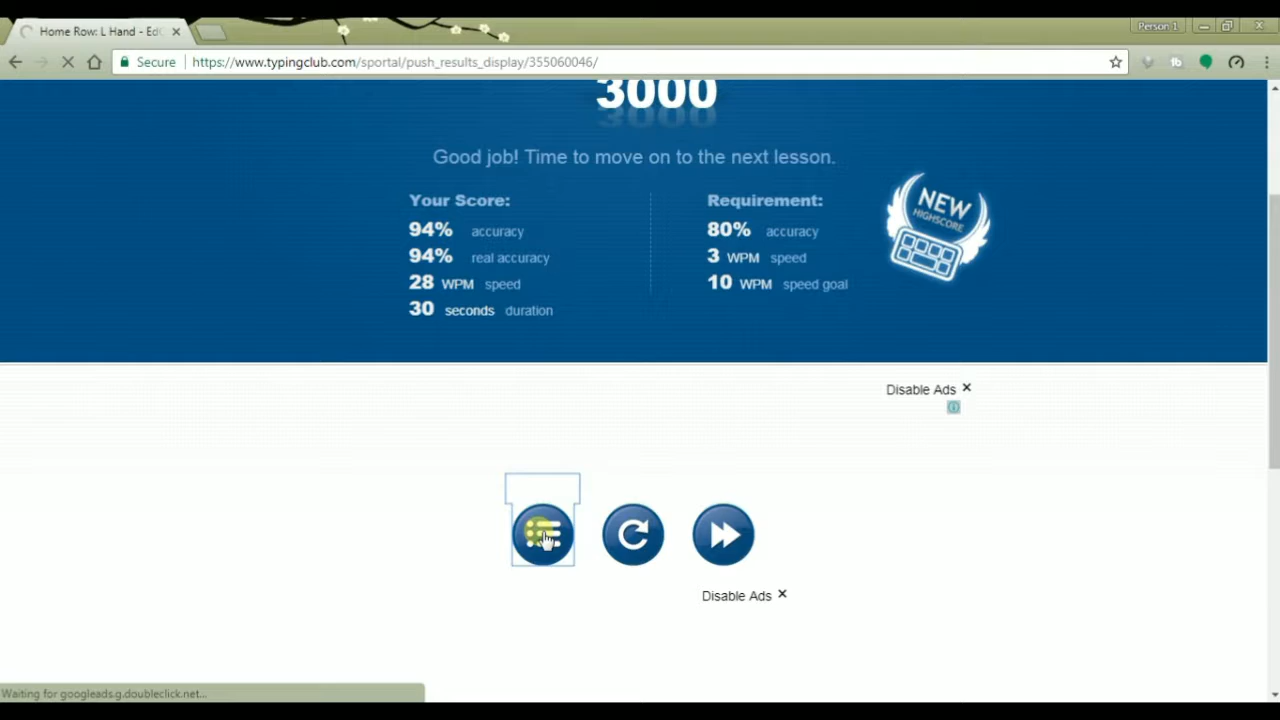 Home Row: L Hand - Ed
Person 1
Secure
https://www.typingclub.com/sportal/push_results_display/355060046/
3000
Good job! Time to move on to the next lesson.
Your Score:
94% accuracy
94% real accuracy
28 WPM speed
30 seconds duration
Requirement:
80% accuracy
3 WPM speed
10 WPM speed goal
NEW
HIGHSCORE
Disable Ads
Disable Ads
Waiting for googleads.g.doubleclick.net...